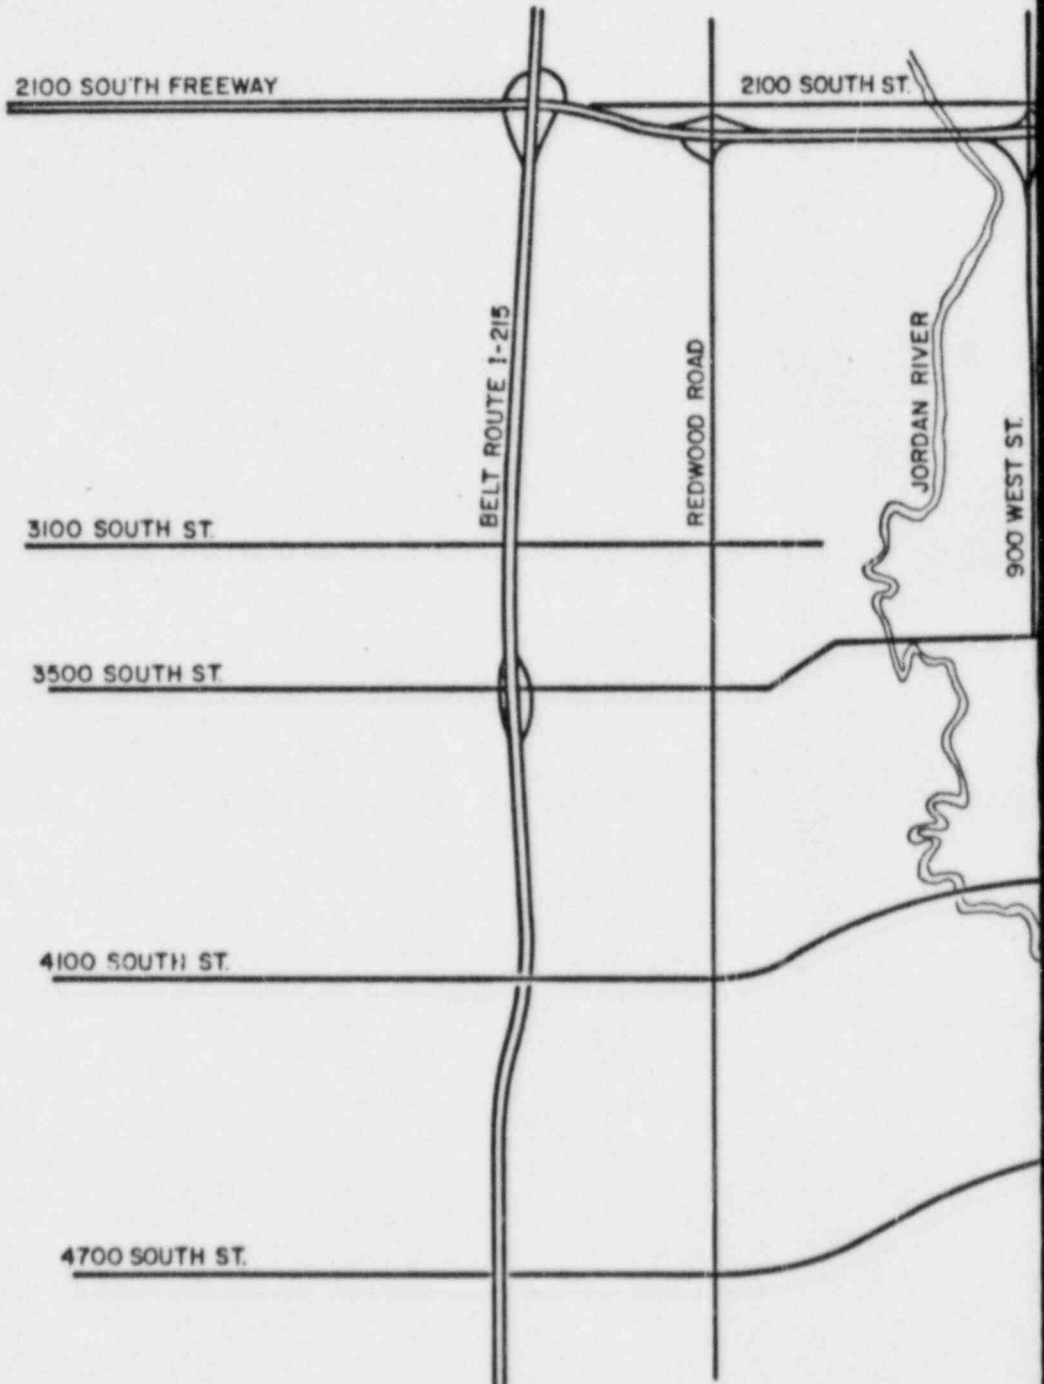 2100 SOUTH FREEWAY
2100 SOUTH ST.
BELT ROUTE I-215
REDWOOD ROAD
JORDAN RIVER
900 WEST ST.
3100 SOUTH ST.
3500 SOUTH ST.
4100 SOUTH ST.
4700 SOUTH ST.